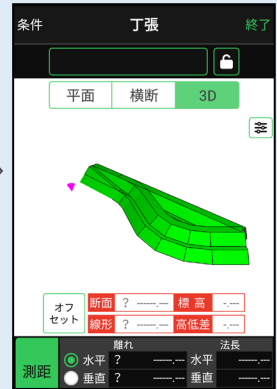 条件 丁張 終了
平面 横断 3D
オフセット
断面 ? -----.--- 標 高 -.---
線形 ? -----.--- 高低差 -.---
離れ 法長
測距
水平 ? -----.--- 水平 -----.---
垂直 ? -----.--- 垂直 -----.---